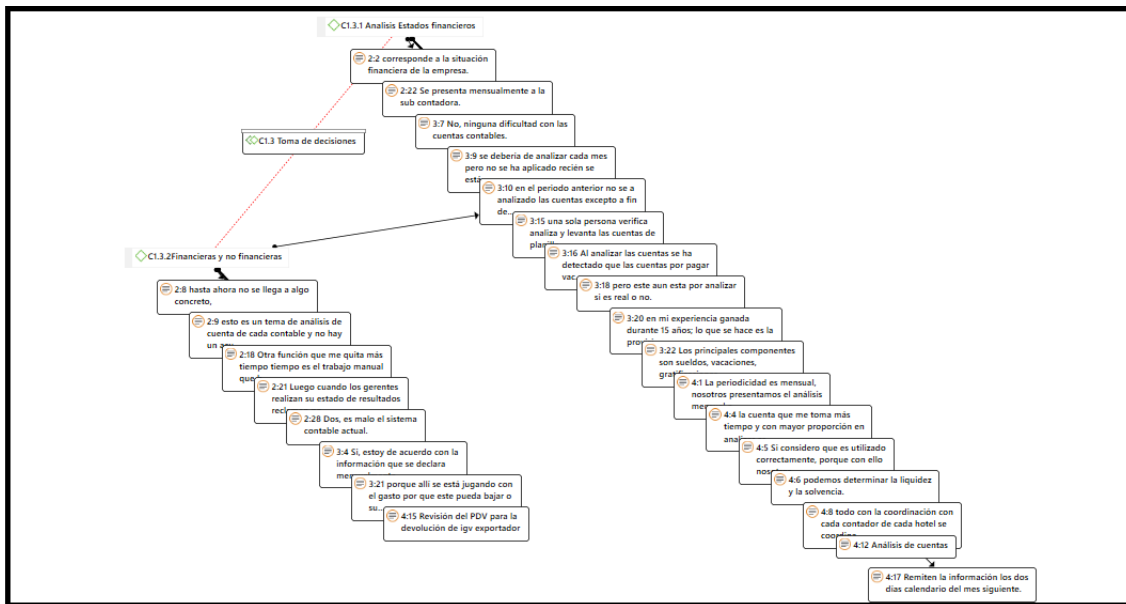 C1.3.1 Analisis Estados financieros
2:2 corresponde a la situación
financiera de la empresa.
2:22 Se presenta mensualmente a la
sub contadora.
3:7 No, ninguna dificultad con las
cuentas contables.
C1.3 Toma de decisiones
3:9 se debería de analizar cada mes
pero no se ha aplicado recién se
3:10 en el periodo anterior no se a
analizado las cuentas excepto a fin
de...
3:15 una sola persona verifica
analiza y levanta las cuentas de
3:16 Al analizar las cuentas se ha
detectado que las cuentas por pagar
vac
3:18 pero este aun esta por analizar
si es real o no.
3:20 en mi experiencia ganada
durante 15 años; lo que se hace es la
3:22 Los principales componentes
son sueldos, vacaciones,
4:1 La periodicidad es mensual,
nosotros presentamos el análisis
4:4 la cuenta que me toma más
tiempo y con mayor proporción en
4:5 Si considero que es utilizado
correctamente, porque con ello
4:6 podemos determinar la liquidez
y la solvencia.
4:8 todo con la coordinación con
cada contador de cada hotel se
4:12 Análisis de cuentas
4:17 Remiten la información los dos
dias calendario del mes siguiente.
C1.3.2Financieras y no financieras
2:8 hasta ahora no se llega a algo
concreto,
2:9 esto es un tema de análisis de
cuenta de cada contable y no hay
un
2:18 Otra función que me quita más
tiempo tiempo es el trabajo manual
2:21 Luego cuando los gerentes
realizan su estado de resultados
2:28 Dos, es malo el sistema
contable actual.
3:4 Si, estoy de acuerdo con la
información que se declara
3:21 porque allí se está jugando con
el gasto por que este pueda bajar o
su...
4:15 Revisión del PDV para la
devolución de igv exportador